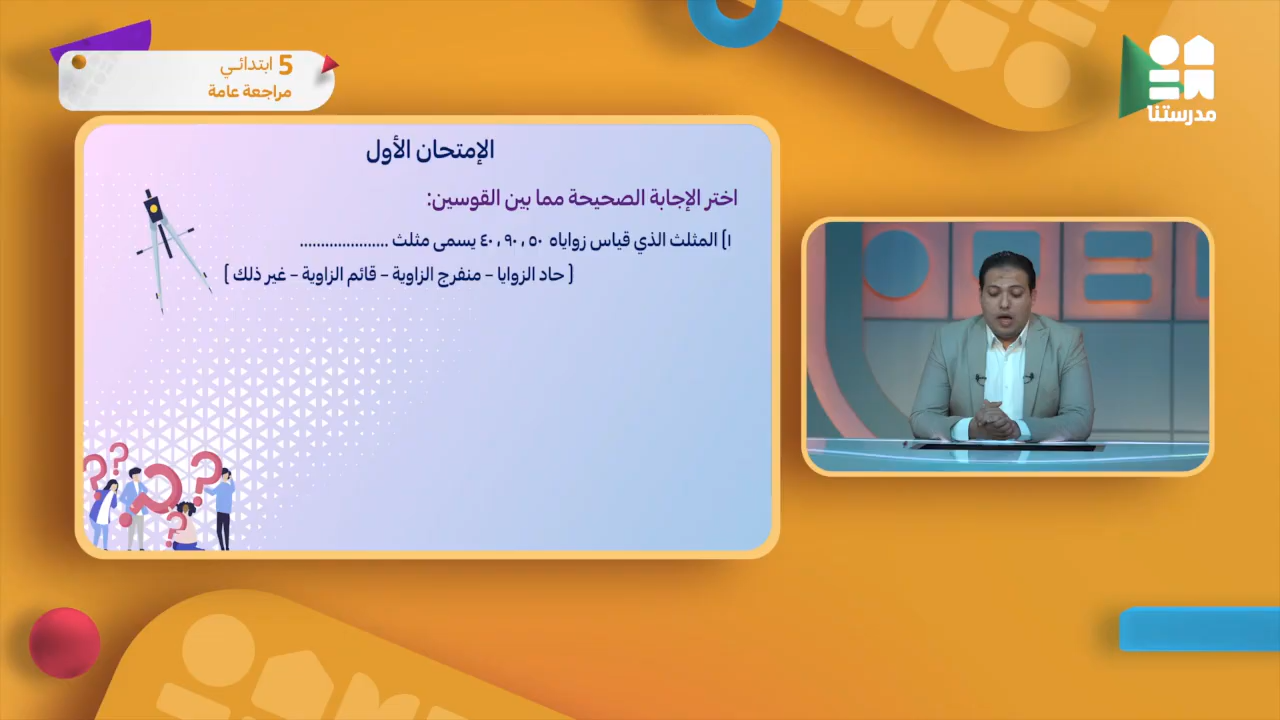 5 ابتدائي
مراجعة عامة
مدرستنا
الإمتحان الأول
اختر الإجابة الصحيحة مما بين القوسين:
١) المثلث الذي قياس زواياه ٥٠ ، ٩٠ ، ٤٠ يسمى مثلث .....................
( حاد الزوايا - منفرج الزاوية - قائم الزاوية - غير ذلك )